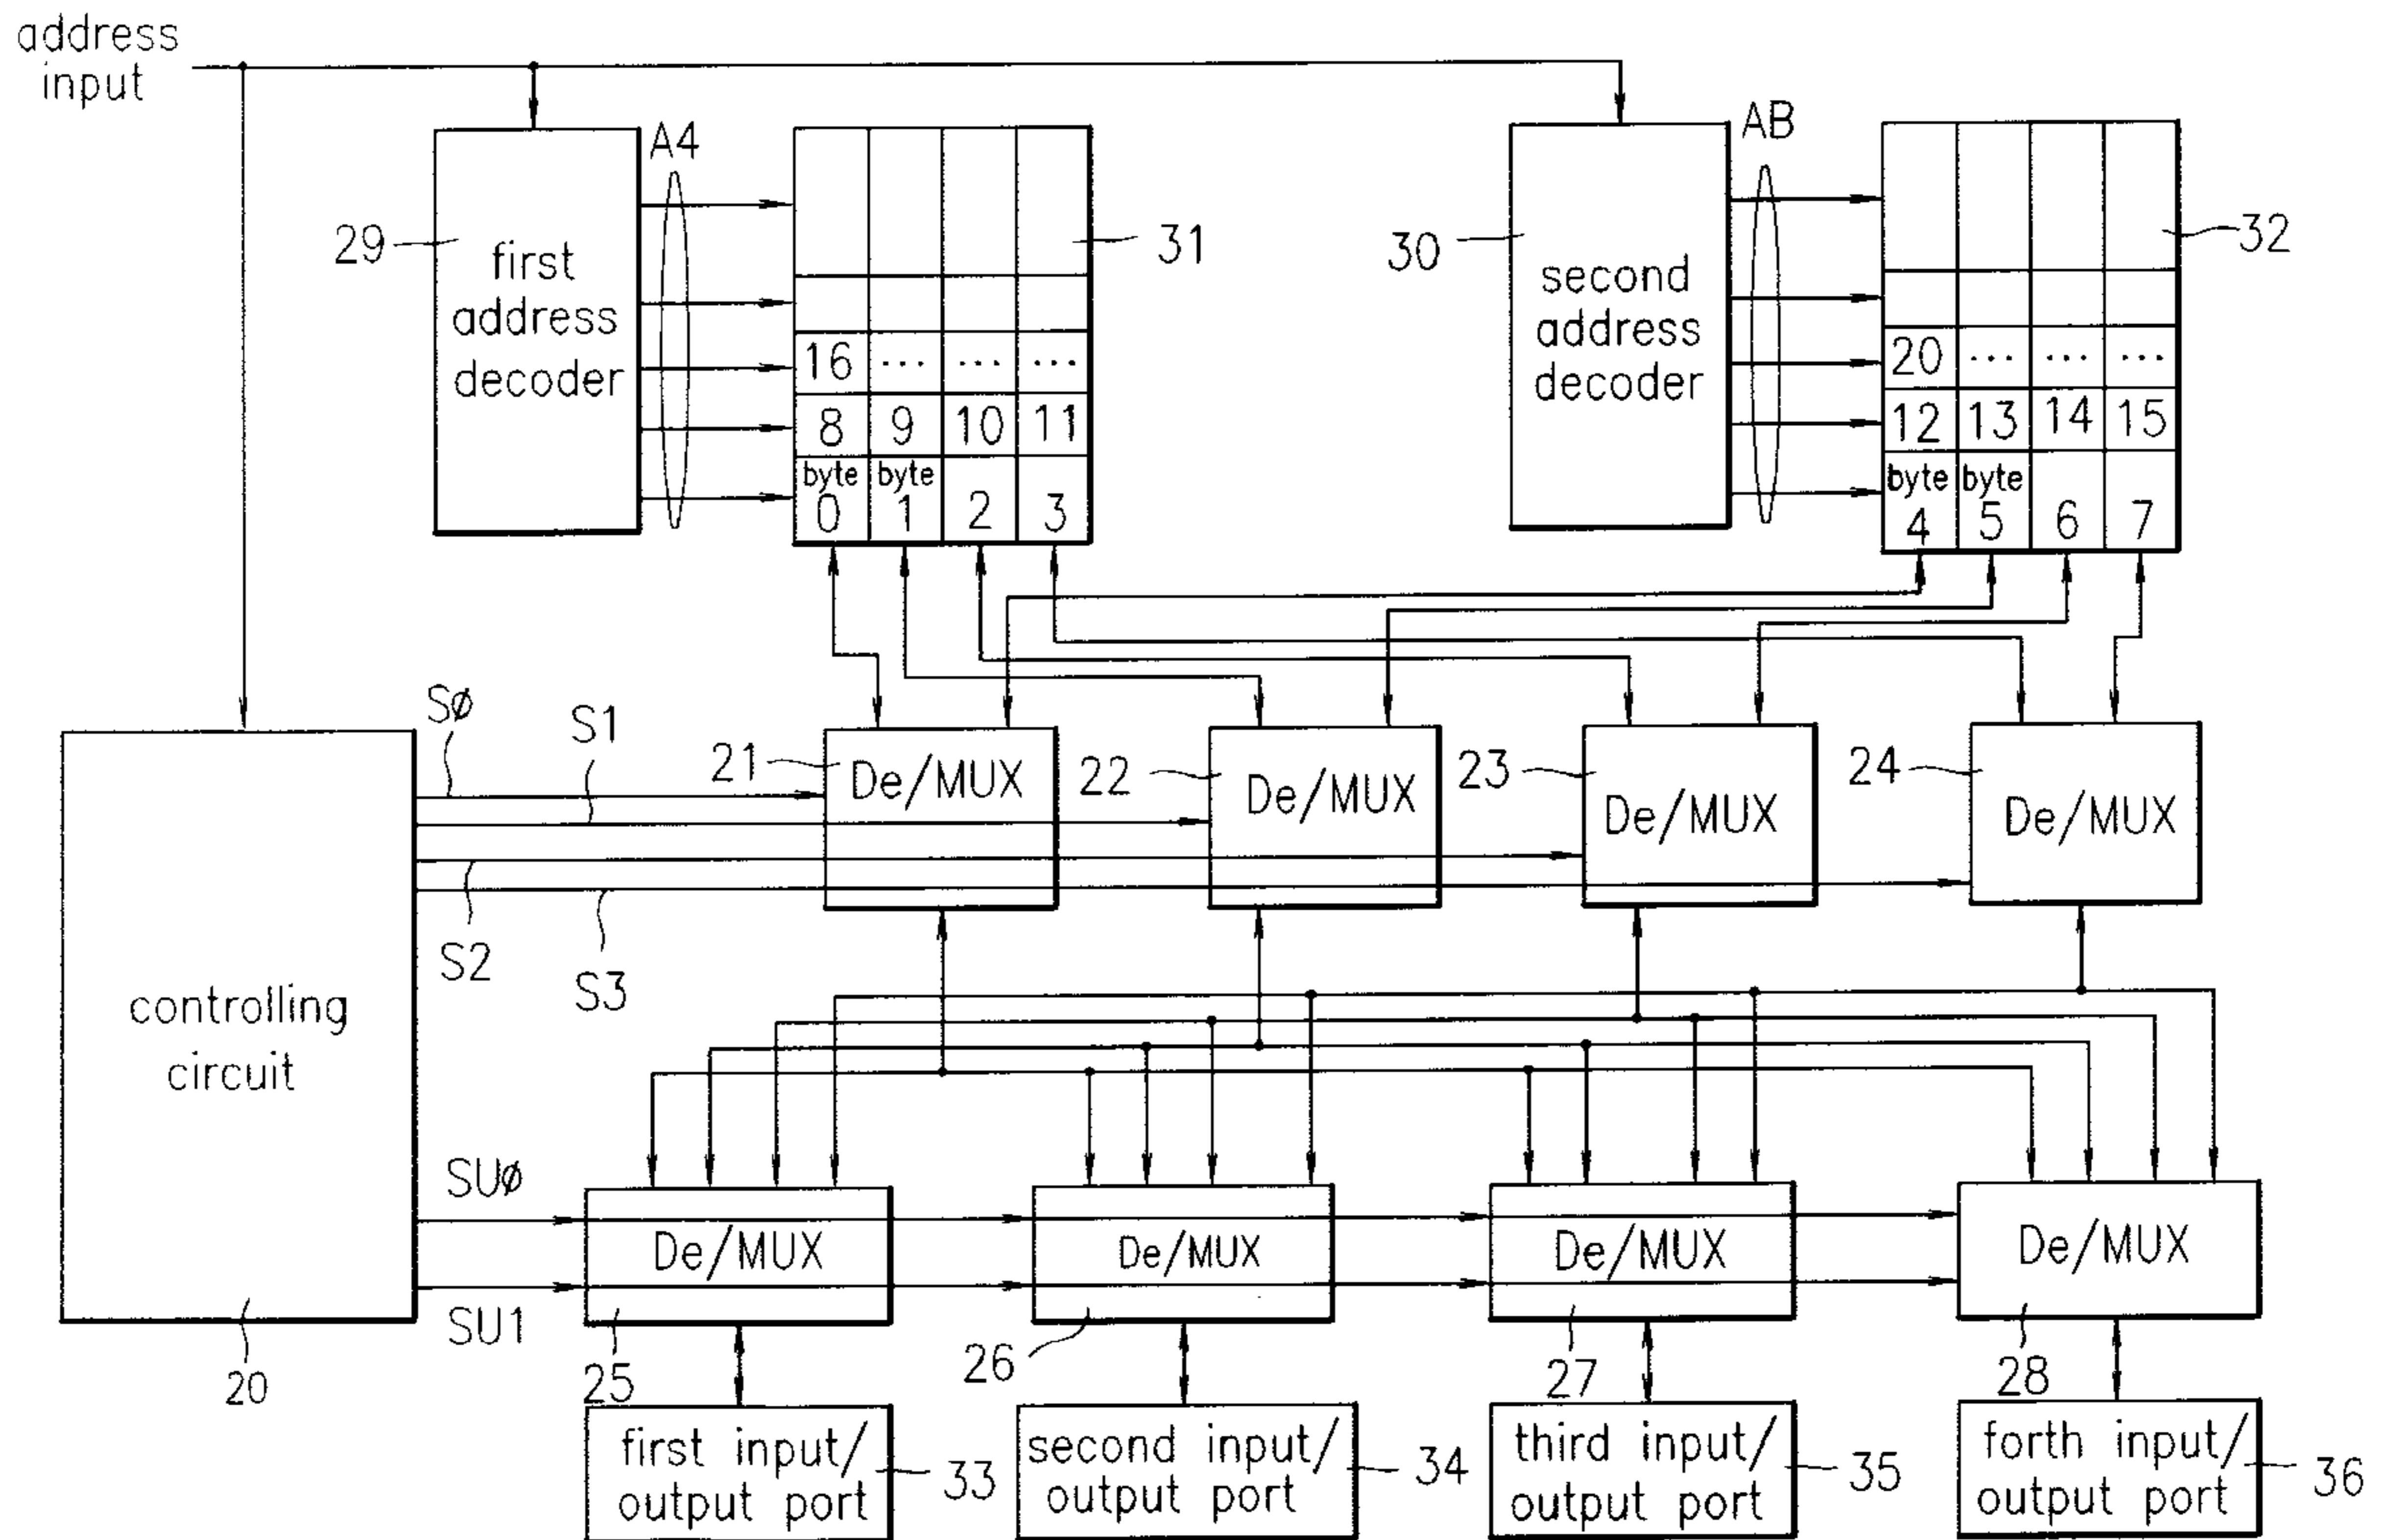 address
input
A4
AB
29
first
address
decoder
31
30
second
address
decoder
32
16 ... ... ...
8 9 10 11
byte byte
0 1 2 3
20 ... ... ...
12 13 14 15
byte byte
4 5 6 7
SØ
S1
21
De/MUX
22
De/MUX
23
De/MUX
24
De/MUX
S2
S3
controlling
circuit
20
SUØ
SU1
De/MUX
25
De/MUX
26
De/MUX
27
De/MUX
28
first input/
output port
33
second input/
output port
34
third input/
output port
35
forth input/
output port
36